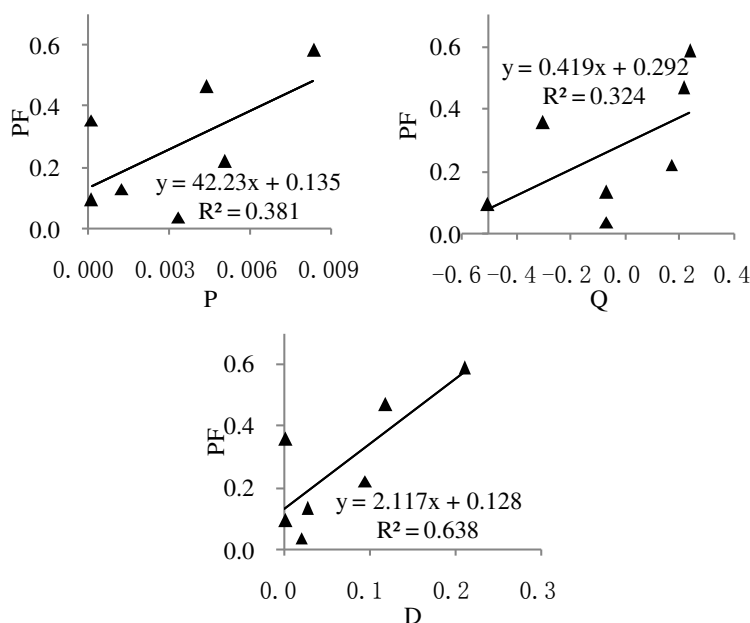 0.6
0.4
0.2
0.0
PF
y = 42.23x + 0.135
R² = 0.381
0.000 0.003 0.006 0.009
P
0.6
0.4
0.2
0.0
PF
y = 0.419x + 0.292
R² = 0.324
-0.6 -0.4 -0.2 0.0 0.2 0.4
Q
0.6
0.4
0.2
0.0
PF
y = 2.117x + 0.128
R² = 0.638
0.0 0.1 0.2 0.3
D